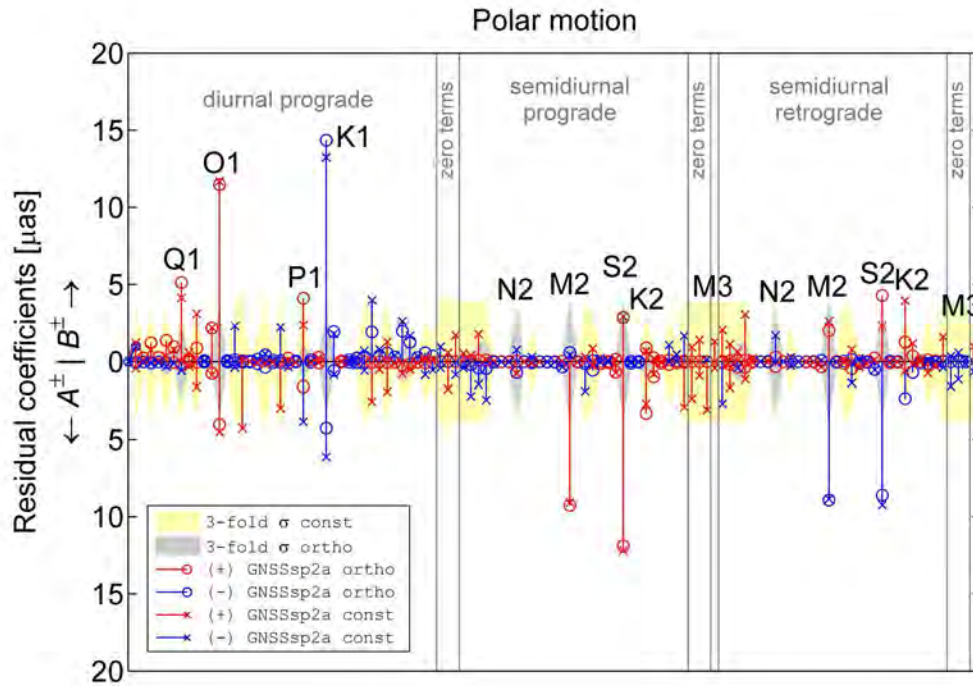 Polar motion
Residual coefficients [µas]
← A± | B± →
20
15
10
5
0
5
10
15
20
diurnal prograde
zero terms
semidiurnal
prograde
zero terms
semidiurnal
retrograde
zero terms
Q1
O1
P1
K1
N2
M2
S2
K2
M3
N2
M2
S2
K2
M3
3-fold σ const
3-fold σ ortho
(+) GNSSsp2a ortho
(-) GNSSsp2a ortho
(+) GNSSsp2a const
(-) GNSSsp2a const